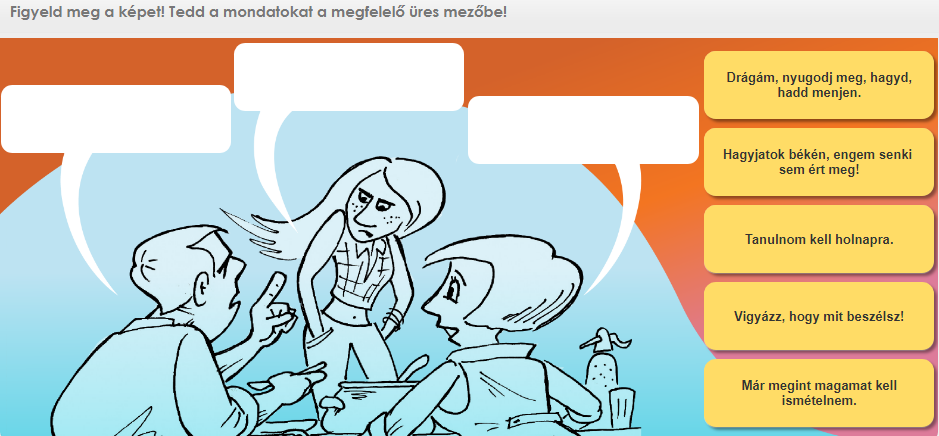 Figyeld meg a képet! Tedd a mondatokat a megfelelő üres mezőbe!
Drágám, nyugodj meg, hagyd,
hadd menjen.
Hagyjatok békén, engem senki
sem ért meg!
Tanulnom kell holnapra.
Vigyázz, hogy mit beszélsz!
Már megint magamat kell
ismételnem.